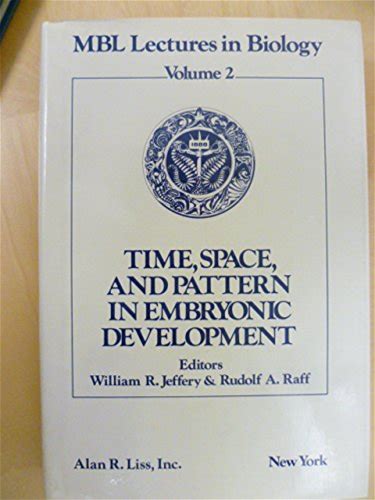 MBL Lectures in Biology
Volume 2
1888
TIME, SPACE,
AND PATTERN
IN EMBRYONIC
DEVELOPMENT
Editors
William R. Jeffery & Rudolf A. Raff
Alan R. Liss, Inc. New York